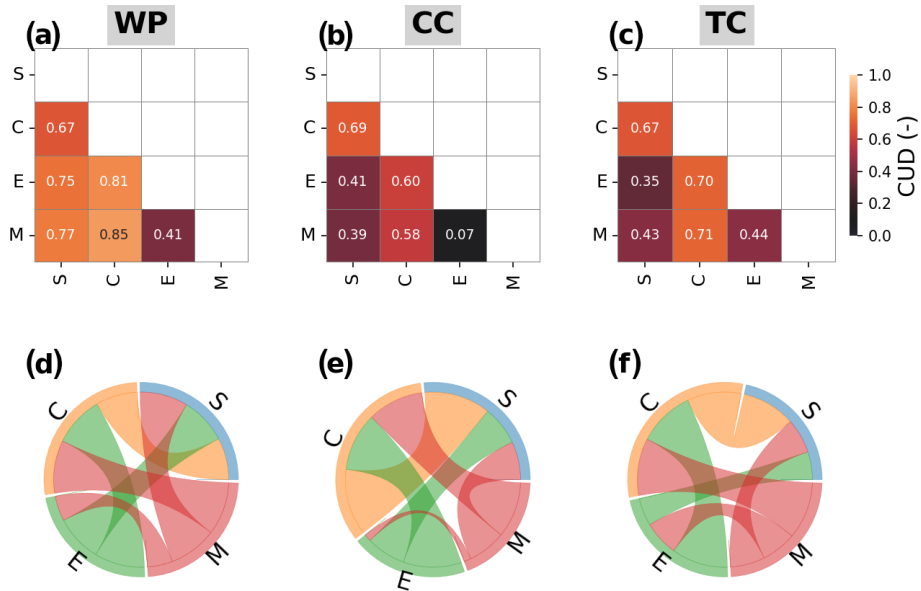 (a) WP (b) CC (c) TC
S
C 0.67 0.69 0.67
E 0.75 0.81 0.41 0.60 0.35 0.70
M 0.77 0.85 0.41 0.39 0.58 0.07 0.43 0.71 0.44
S C E M S C E M S C E M
1.0
0.8
0.6
0.4
0.2
0.0
CUD (-)
(d) (e) (f)
C S C S C S
E M E M E M